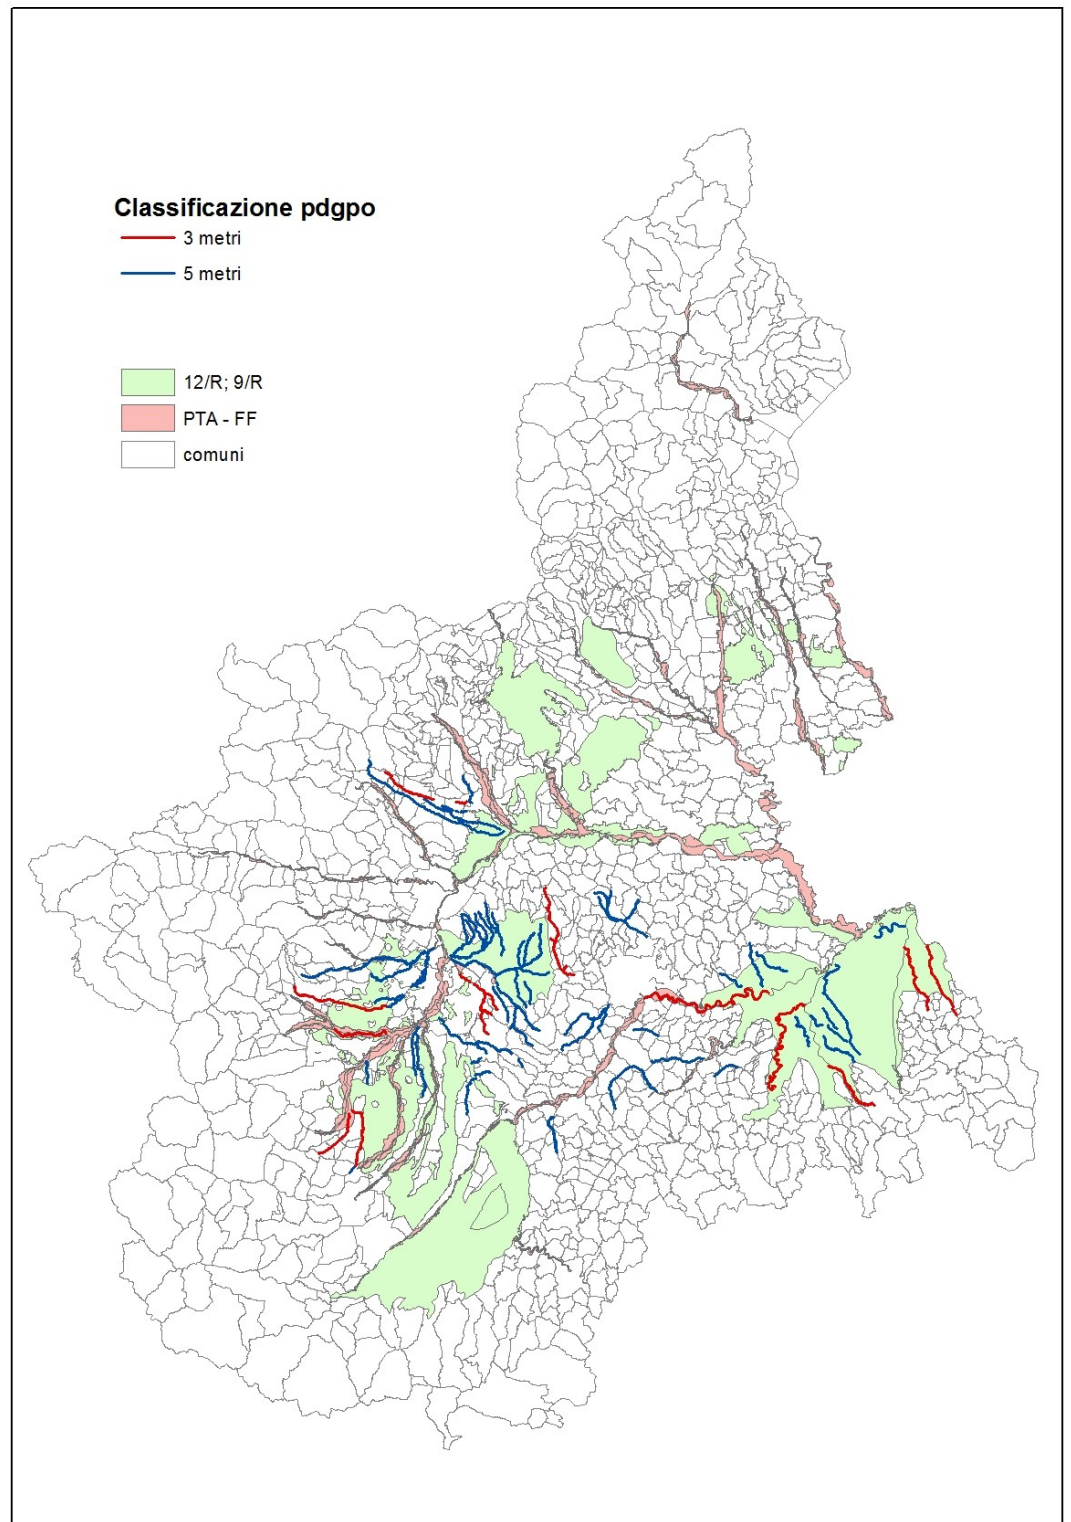 Classificazione pdgpo
3 metri
5 metri
12/R; 9/R
PTA - FF
comuni